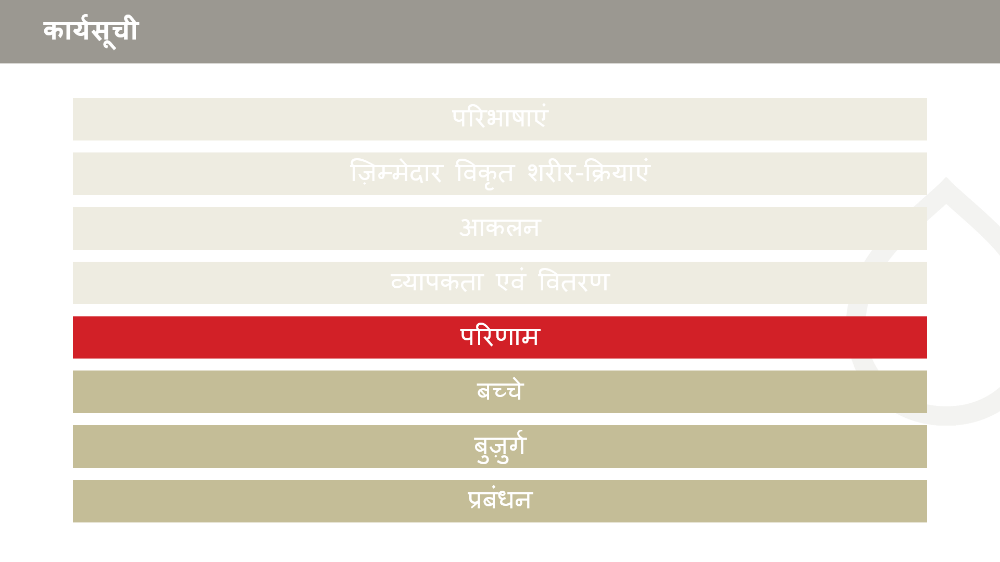 कार्यसूची
परिभाषाएं
ज़िम्मेदार विकृत शरीर-क्रियाएं
आकलन
व्यापकता एवं वितरण
परिणाम
बच्चे
बुज़ुर्ग
प्रबंधन